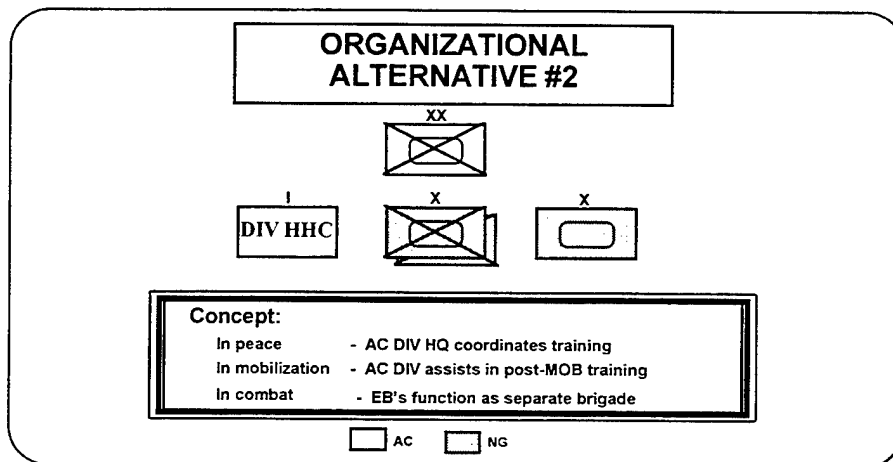 ORGANIZATIONAL
ALTERNATIVE #2
XX
I X X
DIV HHC
Concept:
In peace - AC DIV HQ coordinates training
In mobilization - AC DIV assists in post-MOB training
In combat - EB's function as separate brigade
AC NG